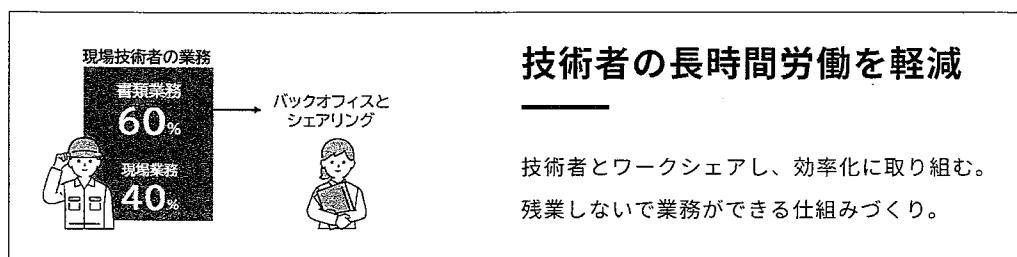 現場技術者の業務
書類業務
60%
現場業務
40%
バックオフィスと
シェアリング
技術者の長時間労働を軽減
技術者とワークシェアし、効率化に取り組む。
残業しないで業務ができる仕組みづくり。